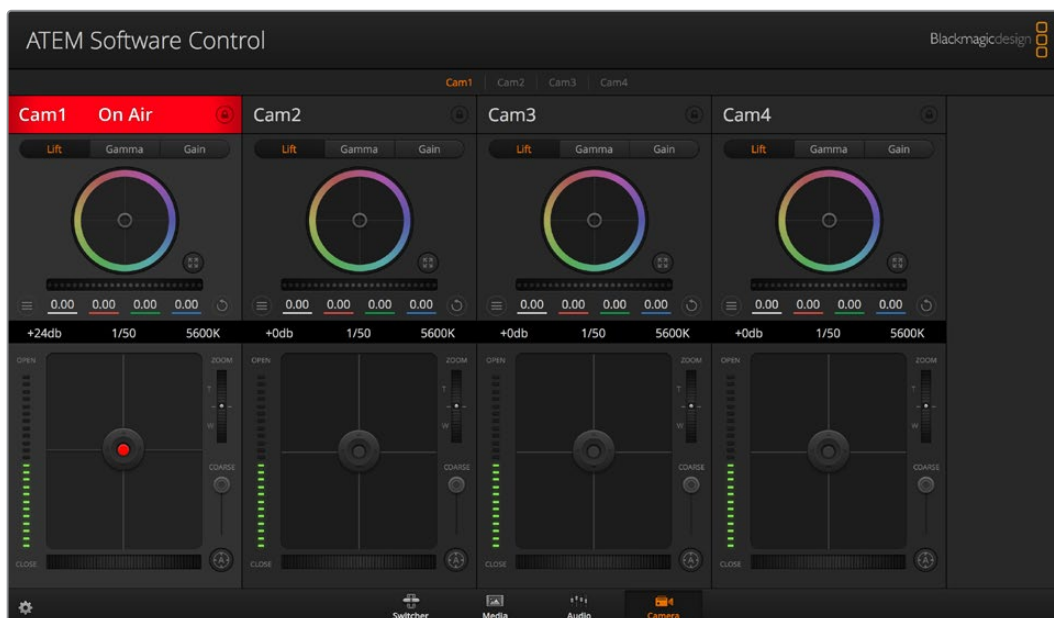 ATEM Software Control
Blackmagicdesign
Cam1 Cam2 Cam3 Cam4
Cam1 On Air Cam2 Cam3 Cam4
Lift Gamma Gain Lift Gamma Gain Lift Gamma Gain Lift Gamma Gain
0.00 0.00 0.00 0.00 0.00 0.00 0.00 0.00 0.00 0.00 0.00 0.00 0.00 0.00 0.00 0.00
+24db 1/50 5600K +0db 1/50 5600K +0db 1/50 5600K +0db 1/50 5600K
OPEN ZOOM OPEN ZOOM OPEN ZOOM OPEN ZOOM
T T T T
W W W W
COARSE COARSE COARSE COARSE
CLOSE A CLOSE A CLOSE A CLOSE A
Switcher Media Audio Camera